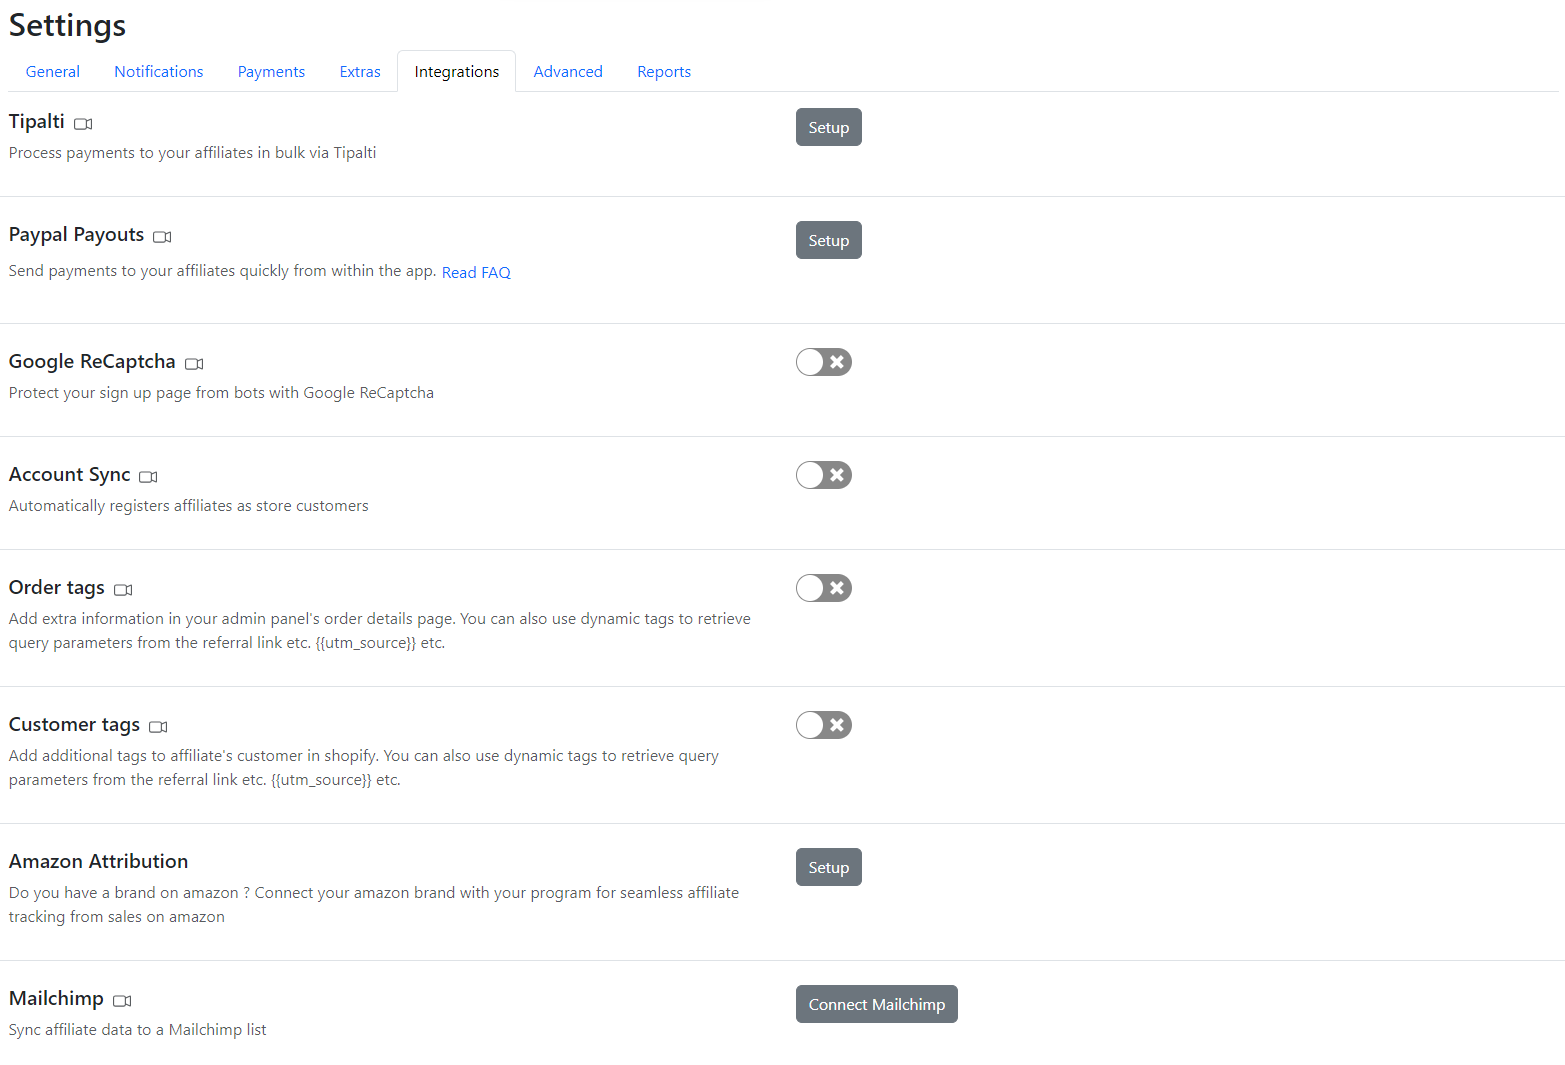 Settings
General Notifications Payments Extras Integrations Advanced Reports
Tipalti
Setup
Process payments to your affiliates in bulk via Tipalti
Paypal Payouts
Setup
Send payments to your affiliates quickly from within the app. Read FAQ
Google ReCaptcha
Protect your sign up page from bots with Google ReCaptcha
Account Sync
Automatically registers affiliates as store customers
Order tags
Add extra information in your admin panel's order details page. You can also use dynamic tags to retrieve
query parameters from the referral link etc. {{utm_source}} etc.
Customer tags
Add additional tags to affiliate's customer in shopify. You can also use dynamic tags to retrieve query
parameters from the referral link etc. {{utm_source}} etc.
Amazon Attribution
Setup
Do you have a brand on amazon ? Connect your amazon brand with your program for seamless affiliate
tracking from sales on amazon
Mailchimp
Connect Mailchimp
Sync affiliate data to a Mailchimp list